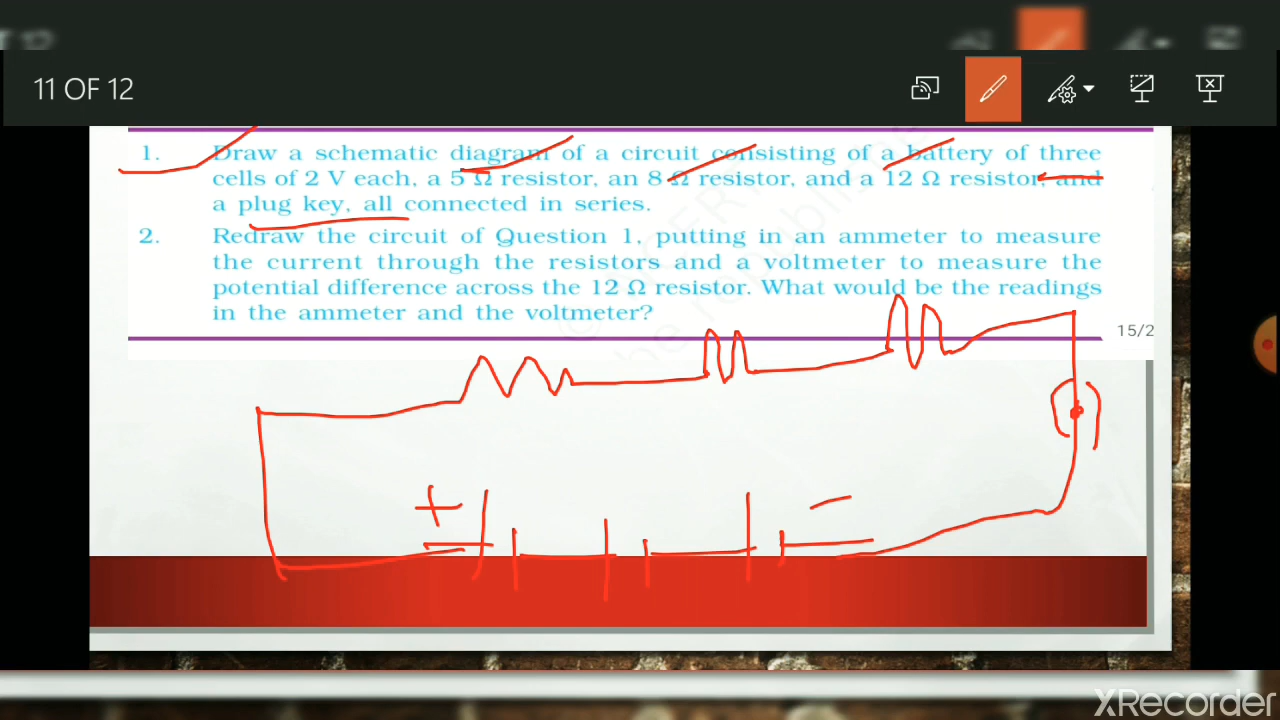 11 OF 12
1. Draw a schematic diagram of a circuit consisting of a battery of three
cells of 2 V each, a 5 Ω resistor, an 8 Ω resistor, and a 12 Ω resistor, and
a plug key, all connected in series.
2. Redraw the circuit of Question 1, putting in an ammeter to measure
the current through the resistors and a voltmeter to measure the
potential difference across the 12 Ω resistor. What would be the readings
in the ammeter and the voltmeter?
15/2
+ −
XRecorder